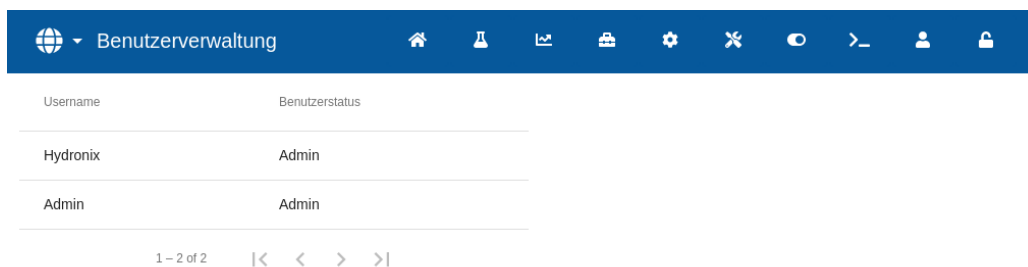 Benutzerverwaltung
Username Benutzerstatus
Hydronix Admin
Admin Admin
1 – 2 of 2